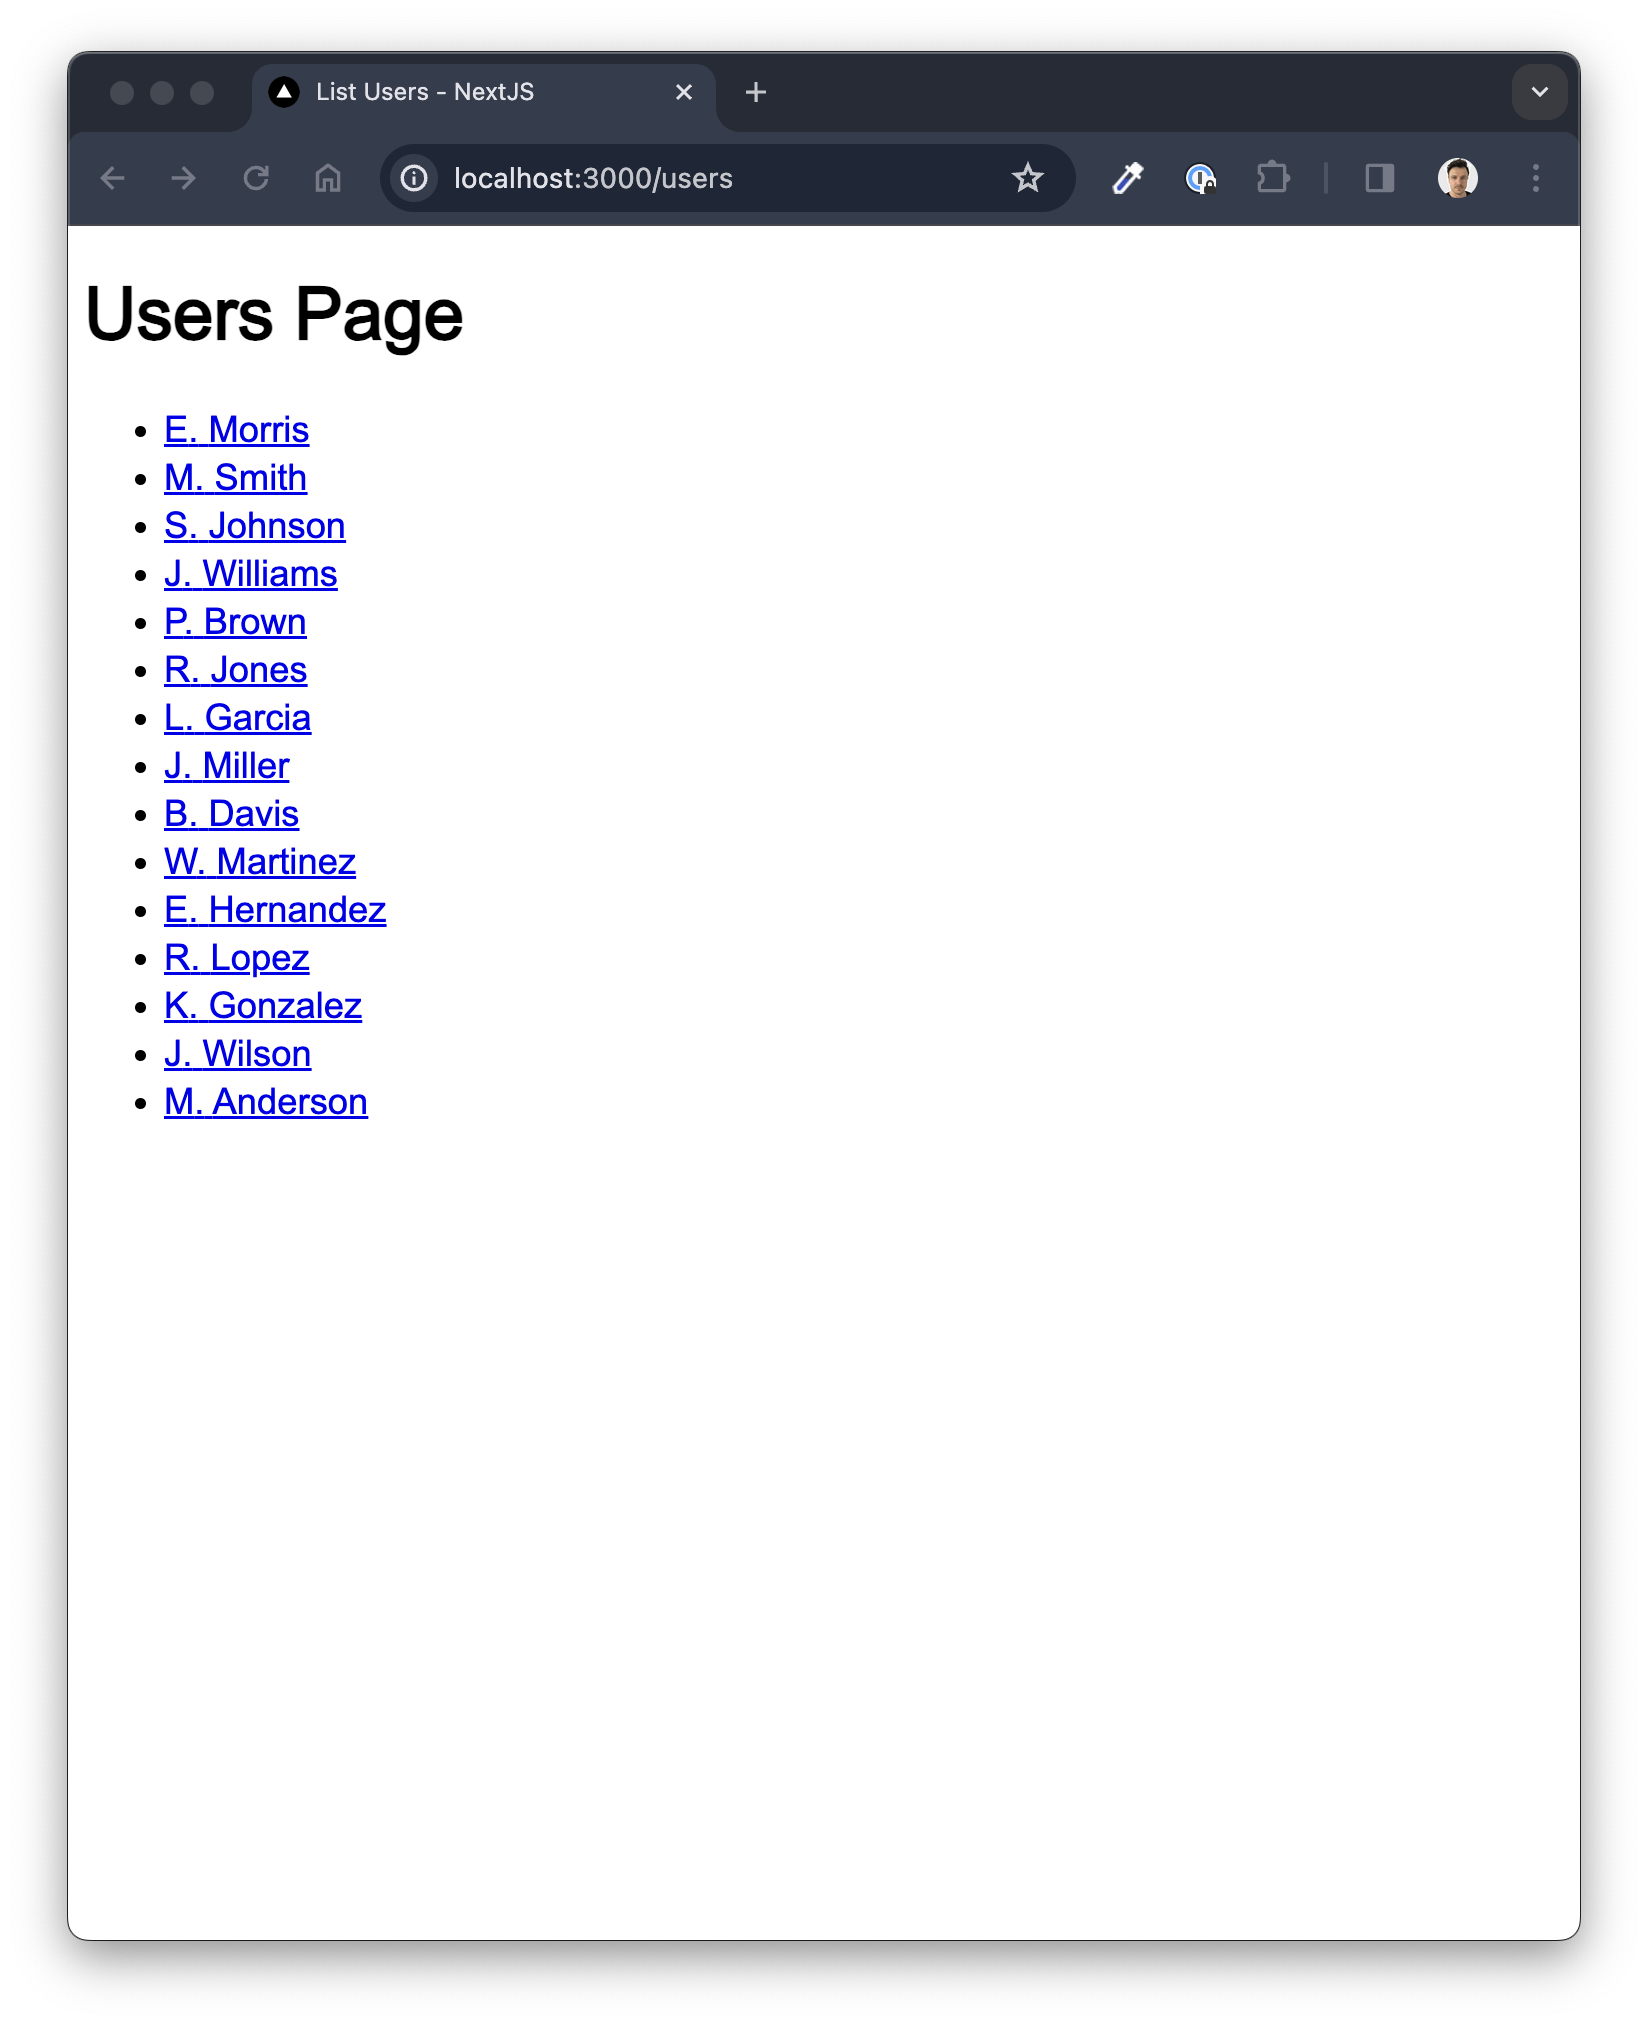 List Users - NextJS
localhost:3000/users
Users Page
E. Morris
M. Smith
S. Johnson
J. Williams
P. Brown
R. Jones
L. Garcia
J. Miller
B. Davis
W. Martinez
E. Hernandez
R. Lopez
K. Gonzalez
J. Wilson
M. Anderson